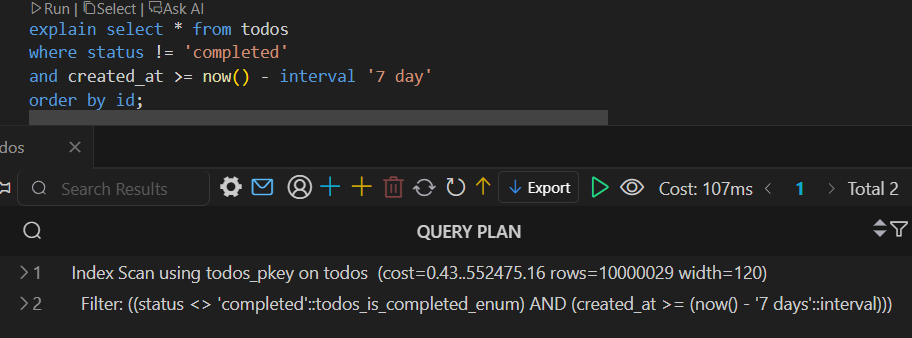 Run | Select | Ask AI
explain select * from todos
where status != 'completed'
and created_at >= now() - interval '7 day'
order by id;
dos
Search Results
Export
Cost: 107ms
1
Total 2
QUERY PLAN
1 Index Scan using todos_pkey on todos (cost=0.43..552475.16 rows=10000029 width=120)
2 Filter: ((status <> 'completed'::todos_is_completed_enum) AND (created_at >= (now() - '7 days'::interval)))